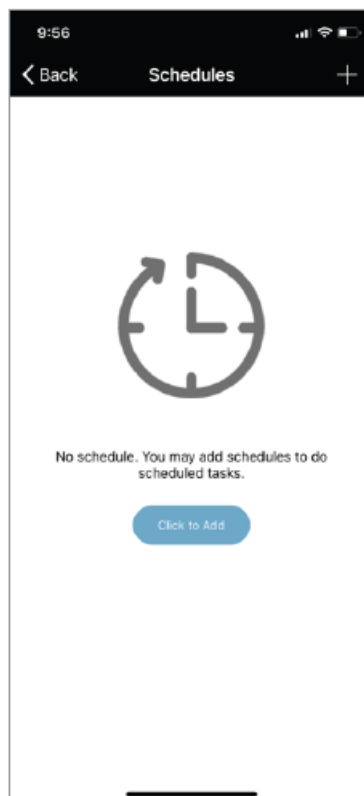 9:56
Back
Schedules
No schedule. You may add schedules to do
scheduled tasks.
Click to Add